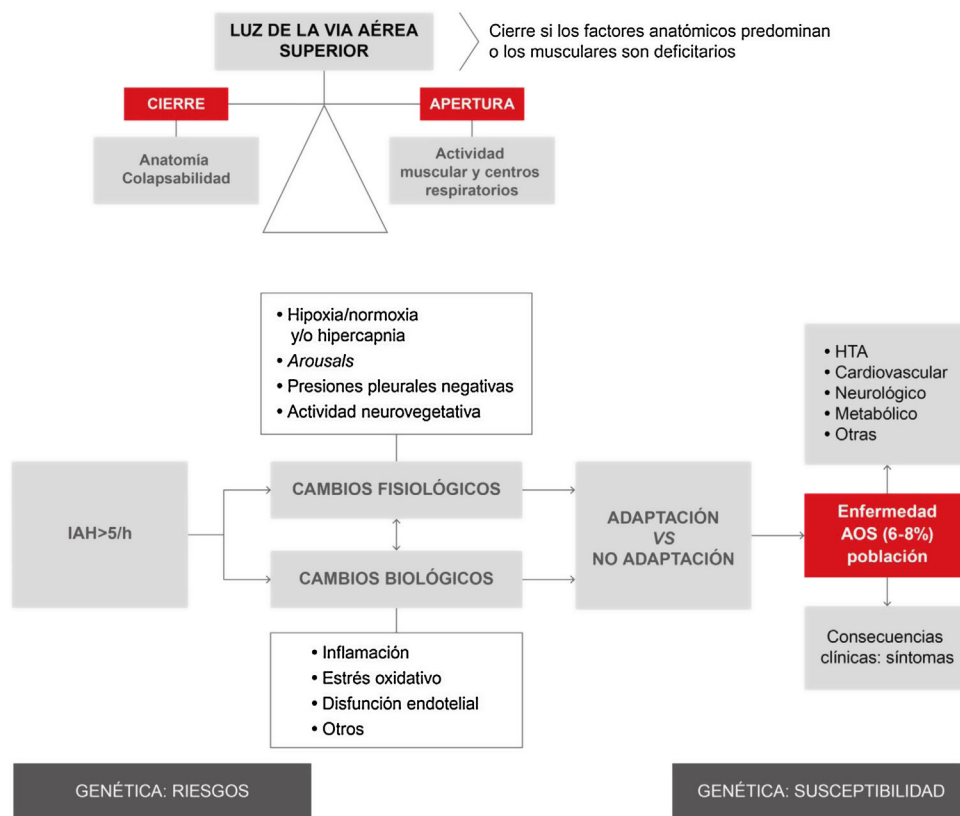 LUZ DE LA VIA AÉREA
SUPERIOR
Cierre si los factores anatómicos predominan
o los musculares son deficitarios
CIERRE
APERTURA
Anatomía
Colapsabilidad
Actividad
muscular y centros
respiratorios
• Hipoxia/normoxia
y/o hipercapnia
• Arousals
• Presiones pleurales negativas
• Actividad neurovegetativa
• HTA
• Cardiovascular
• Neurológico
• Metabólico
• Otras
IAH>5/h
CAMBIOS FISIOLÓGICOS
CAMBIOS BIOLÓGICOS
ADAPTACIÓN
VS
NO ADAPTACIÓN
Enfermedad
AOS (6-8%)
población
• Inflamación
• Estrés oxidativo
• Disfunción endotelial
• Otros
Consecuencias
clínicas: síntomas
GENÉTICA: RIESGOS
GENÉTICA: SUSCEPTIBILIDAD